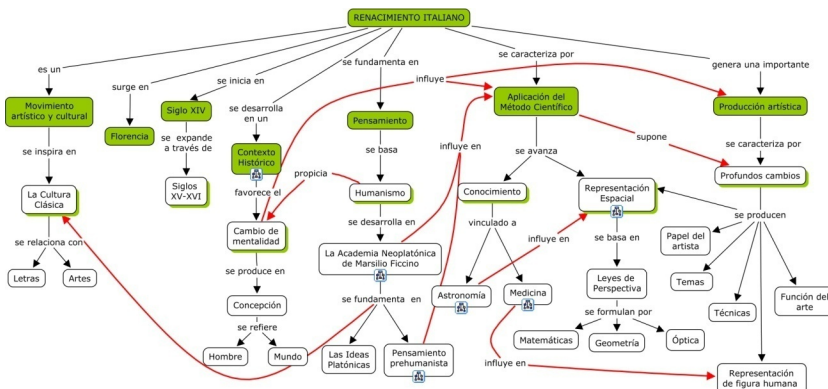 RENACIMIENTO ITALIANO
es un
surge en
se inicia en
se desarrolla
en un
se fundamenta en
influye
se caracteriza por
genera una importante
Movimiento
artístico y cultural
Florencia
Siglo XIV
Contexto
Histórico
Pensamiento
Aplicación del
Método Científico
Producción artística
se inspira en
se expande
a través de
favorece el
propicia
se basa
influye en
se avanza
supone
se caracteriza por
La Cultura
Clásica
Siglos
XV-XVI
Cambio de
mentalidad
Humanismo
Conocimiento
Representación
Espacial
Profundos cambios
se relaciona con
se produce en
se desarrolla en
vinculado a
influye en
se basa en
se producen
Letras
Artes
Concepción
La Academia Neoplatónica
de Marsilio Ficcino
Astronomía
Medicina
Leyes de
Perspectiva
Papel del
artista
Temas
Técnicas
Función del
arte
se refiere
se fundamenta en
se formulan por
Hombre
Mundo
Las Ideas
Platónicas
Pensamiento
prehumanista
influye en
Matemáticas
Geometría
Óptica
Representación
de figura humana